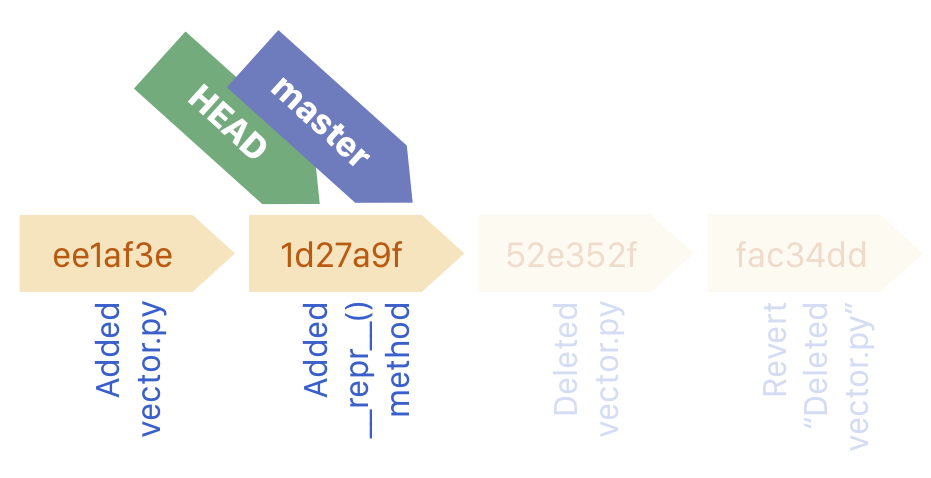 HEAD
master
ee1af3e
1d27a9f
52e352f
fac34dd
Added
vector.py
Added
__repr__()
method
Deleted
vector.py
Revert
“Deleted
vector.py”